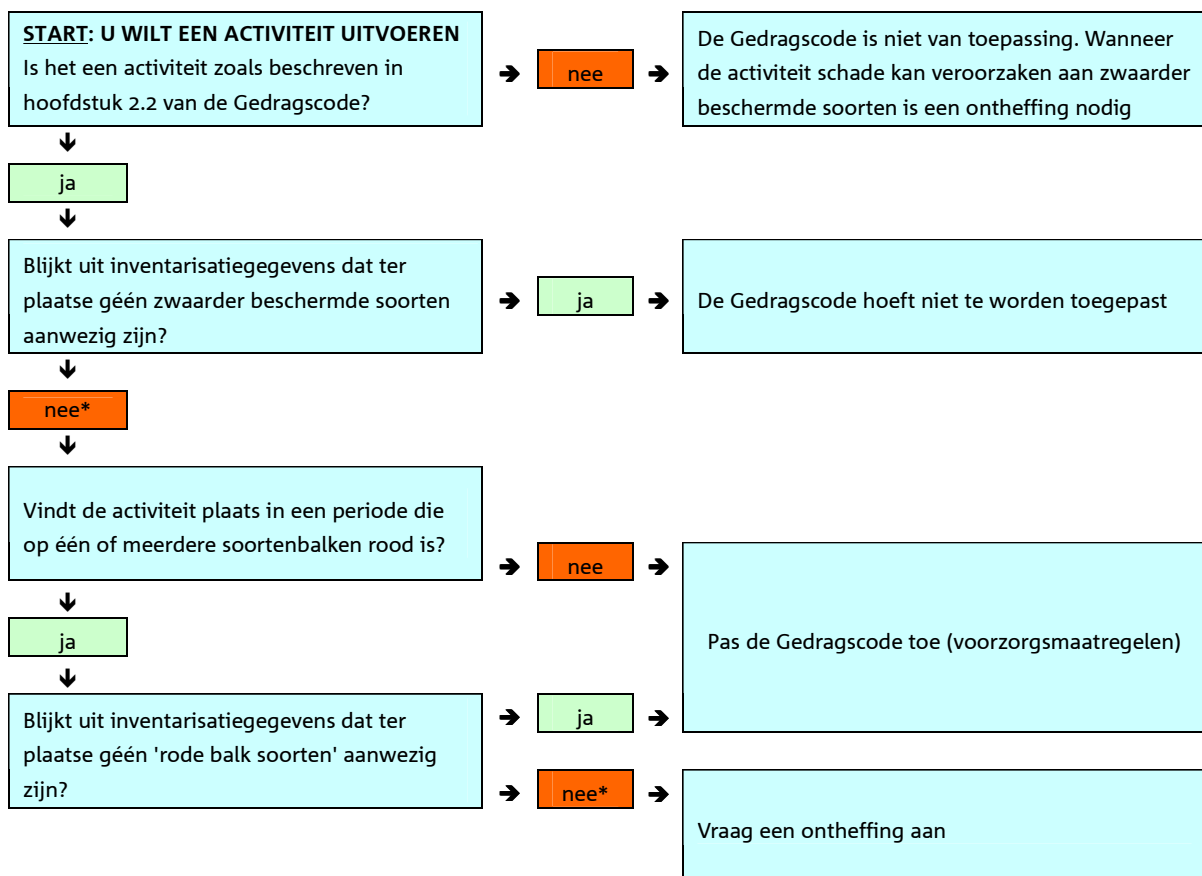 START: U WILT EEN ACTIVITEIT UITVOEREN
Is het een activiteit zoals beschreven in
hoofdstuk 2.2 van de Gedragscode?
➔
nee
➔
De Gedragscode is niet van toepassing. Wanneer
de activiteit schade kan veroorzaken aan zwaarder
beschermde soorten is een ontheffing nodig
ja
Blijkt uit inventarisatiegegevens dat ter
plaatse géén zwaarder beschermde soorten
aanwezig zijn?
ja
De Gedragscode hoeft niet te worden toegepast
nee*
Vindt de activiteit plaats in een periode die
op één of meerdere soortenbalken rood is?
nee
Pas de Gedragscode toe (voorzorgsmaatregelen)
ja
Blijkt uit inventarisatiegegevens dat ter
plaatse géén 'rode balk soorten' aanwezig
zijn?
ja
nee*
Vraag een ontheffing aan